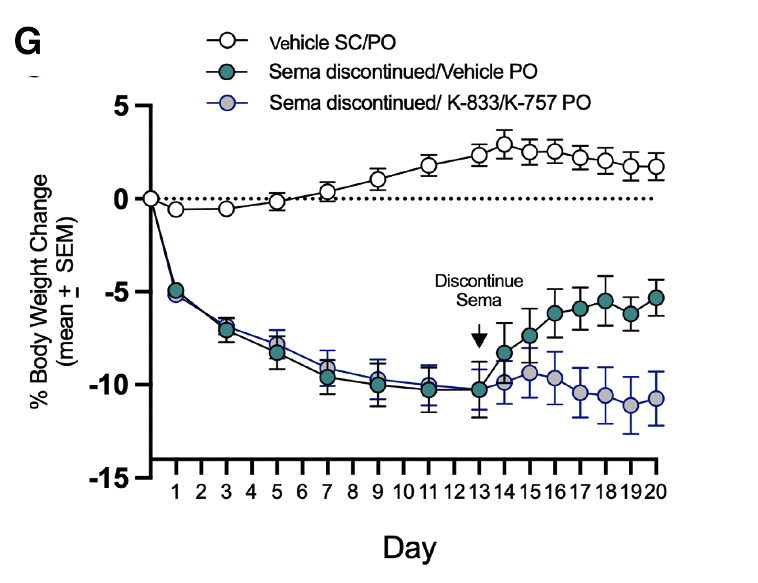 G
Vehicle SC/PO
Sema discontinued/Vehicle PO
Sema discontinued/ K-833/K-757 PO
% Body Weight Change
(mean ± SEM)
5
0
-5
-10
-15
Discontinue
Sema
1 2 3 4 5 6 7 8 9 10 11 12 13 14 15 16 17 18 19 20
Day